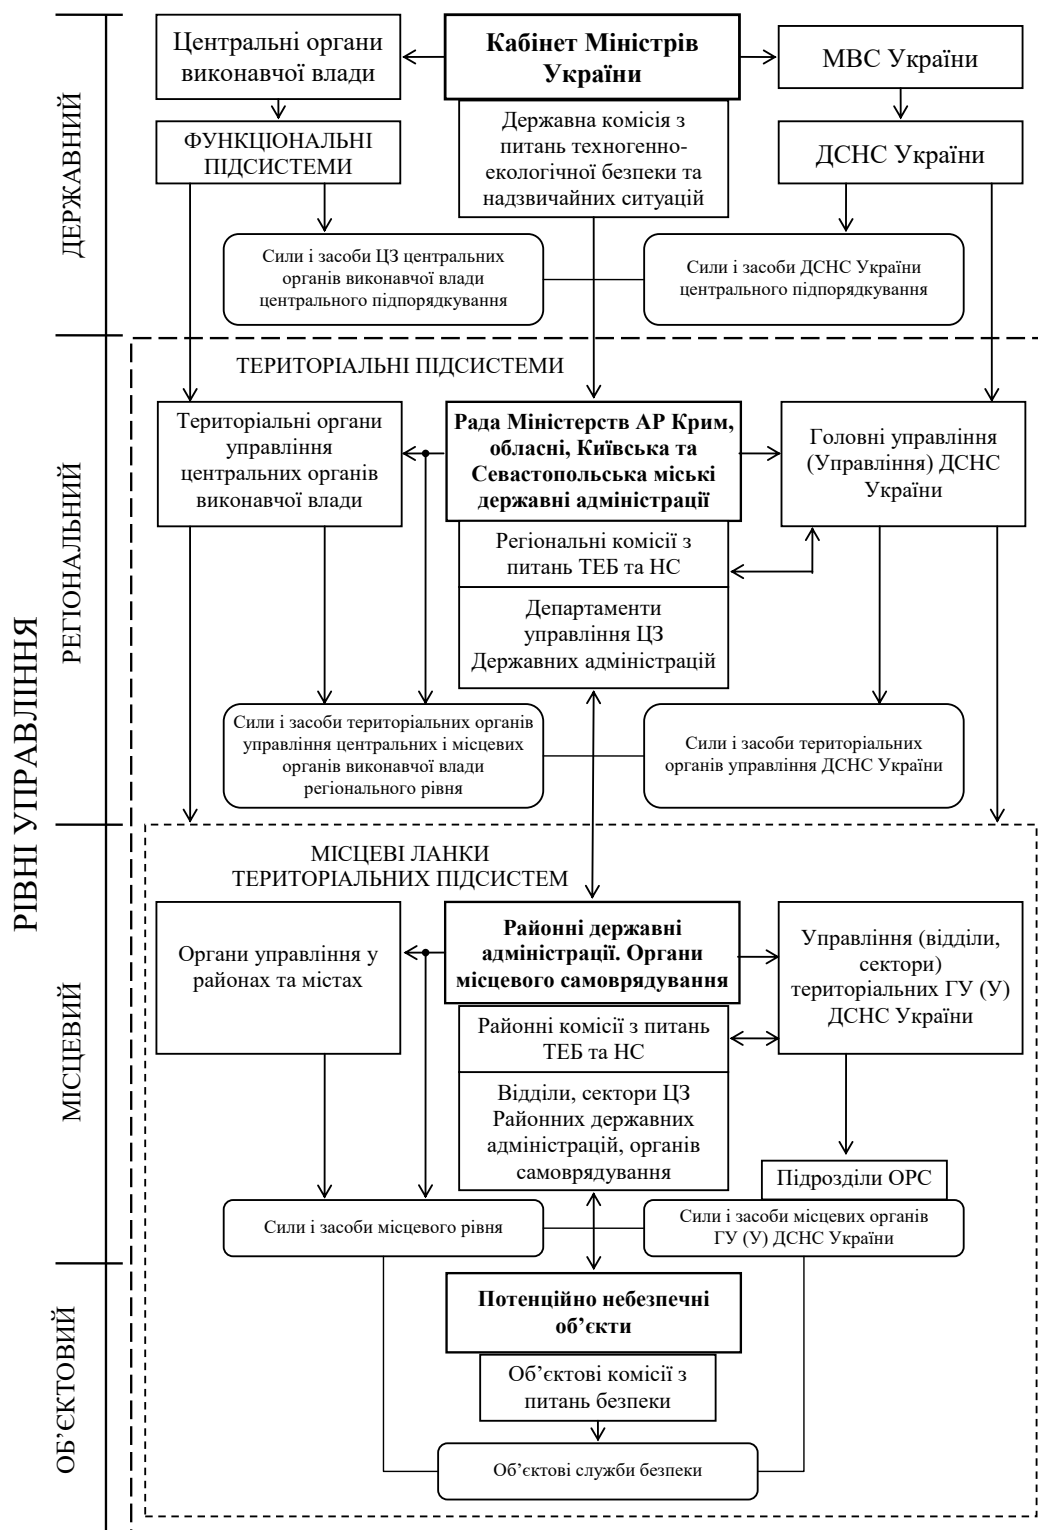 РІВНІ УПРАВЛІННЯ
ДЕРЖАВНИЙ
Центральні органи
виконавчої влади
Кабінет Міністрів
України
МВС України
ФУНКЦІОНАЛЬНІ
ПІДСИСТЕМИ
Державна комісія з
питань техногенно-
екологічної безпеки та
надзвичайних ситуацій
ДСНС України
Сили і засоби ЦЗ центральних
органів виконавчої влади
центрального підпорядкування
Сили і засоби ДСНС України
центрального підпорядкування
РЕГІОНАЛЬНИЙ
ТЕРИТОРІАЛЬНІ ПІДСИСТЕМИ
Територіальні органи
управління
центральних органів
виконавчої влади
Рада Міністерств АР Крим,
обласні, Київська та
Севастопольська міські
державні адміністрації
Головні управління
(Управління) ДСНС
України
Регіональні комісії з
питань ТЕБ та НС
Департаменти
управління ЦЗ
Державних адміністрацій
Сили і засоби територіальних органів
управління центральних і місцевих
органів виконавчої влади
регіонального рівня
Сили і засоби територіальних
органів управління ДСНС України
МІСЦЕВИЙ
МІСЦЕВІ ЛАНКИ
ТЕРИТОРІАЛЬНИХ ПІДСИСТЕМ
Органи управління у
районах та містах
Районні державні
адміністрації. Органи
місцевого самоврядування
Управління (відділи,
сектори)
територіальних ГУ (У)
ДСНС України
Районні комісії з питань
ТЕБ та НС
Відділи, сектори ЦЗ
Районних державних
адміністрацій, органів
самоврядування
Підрозділи ОРС
Сили і засоби місцевого рівня
Сили і засоби місцевих органів
ГУ (У) ДСНС України
ОБ’ЄКТОВИЙ
Потенційно небезпечні
об’єкти
Об’єктові комісії з
питань безпеки
Об’єктові служби безпеки